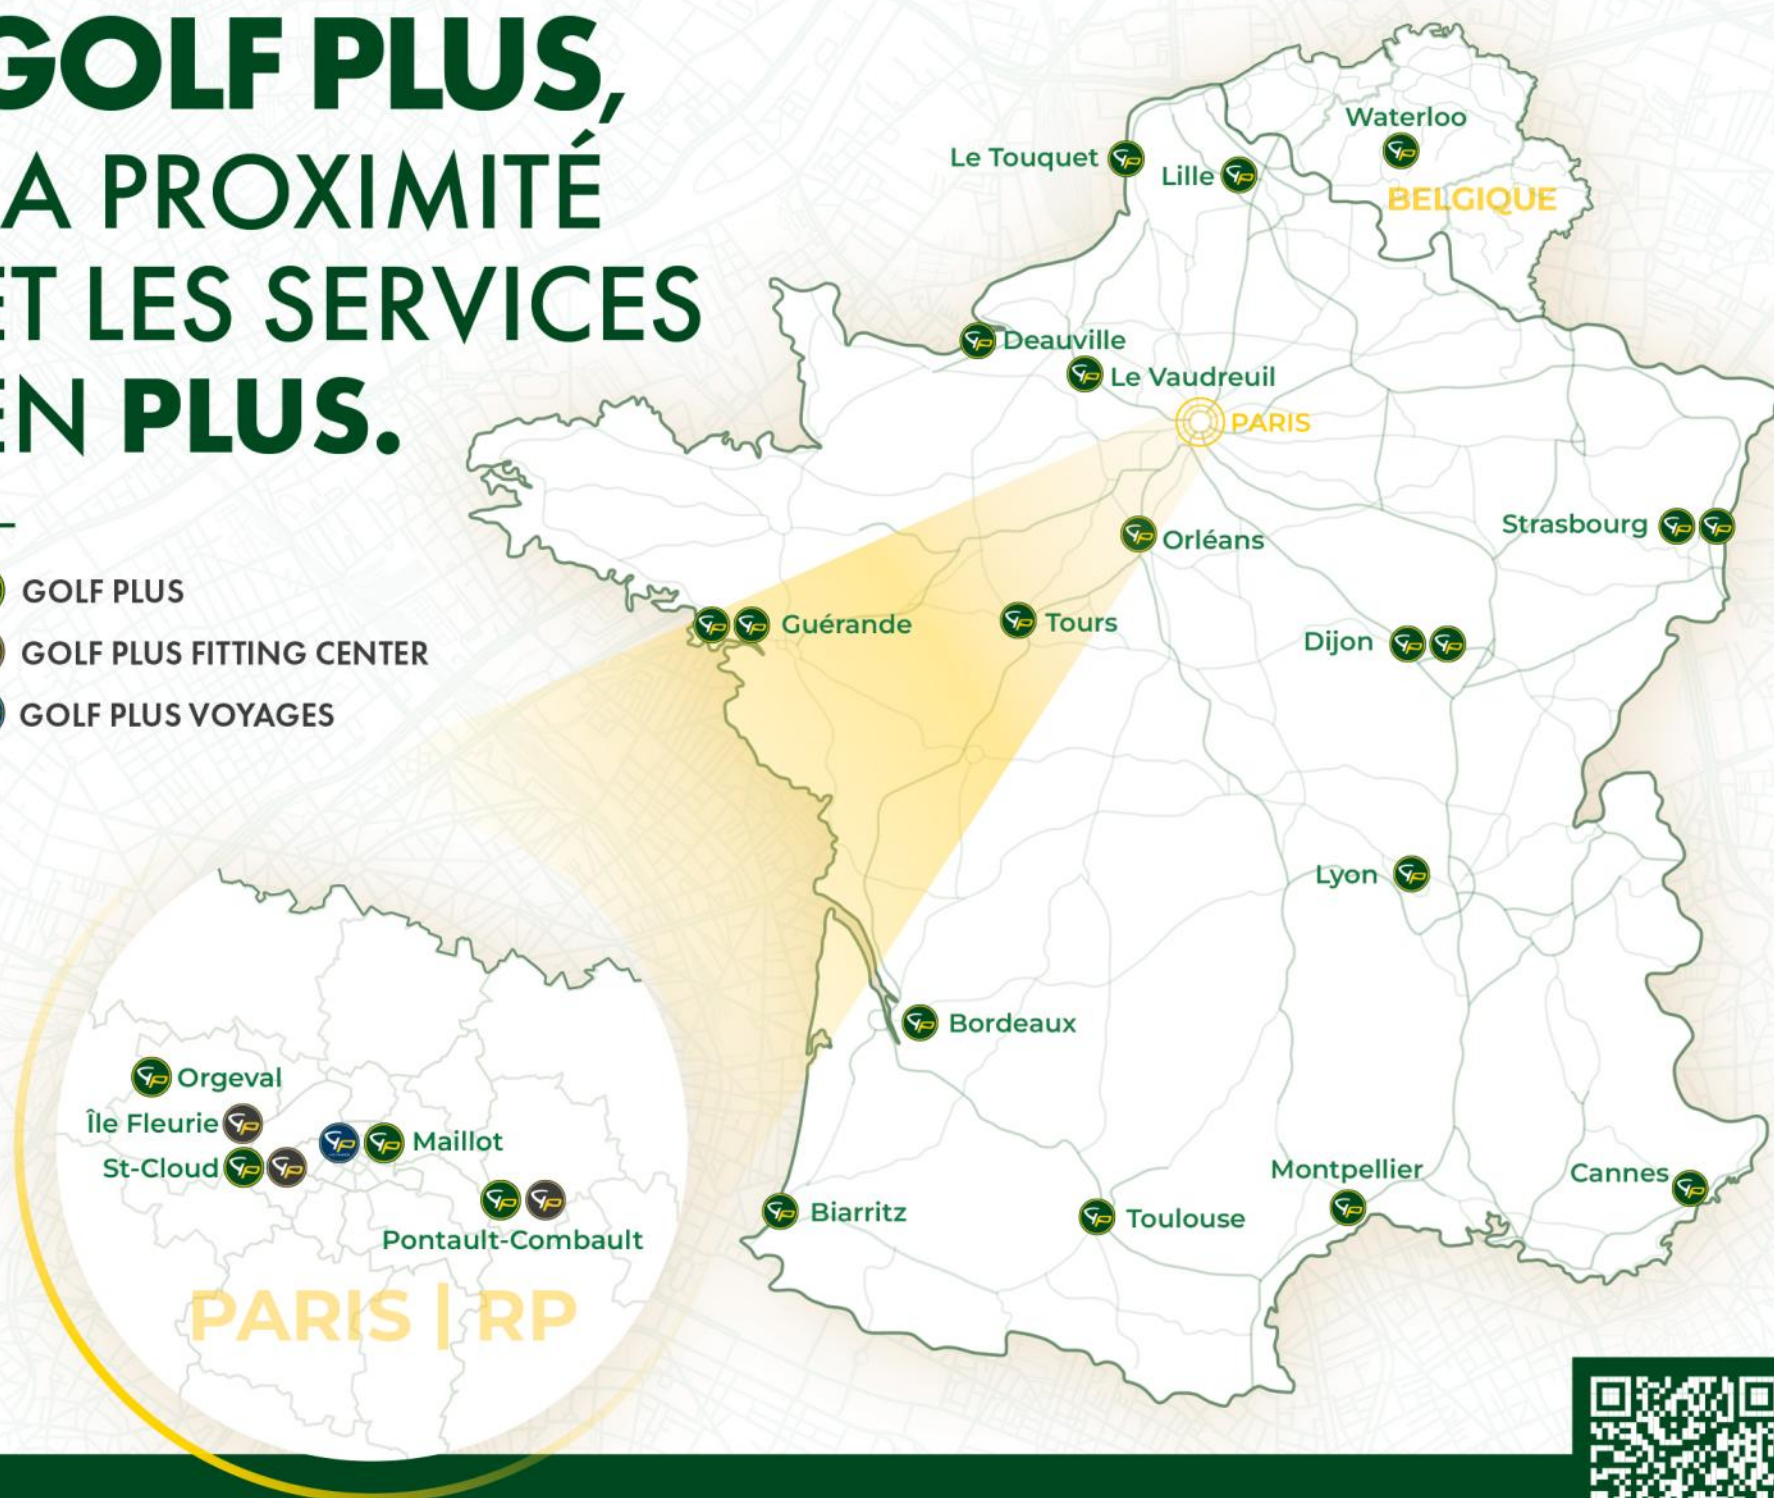 GOLF PLUS,
A PROXIMITÉ
ET LES SERVICES
EN PLUS.
GOLF PLUS
GOLF PLUS FITTING CENTER
GOLF PLUS VOYAGES
Waterloo
Le Touquet
Lille
BELGIQUE
Deauville
Le Vaudreuil
PARIS
Strasbourg
Orléans
Guérande
Tours
Dijon
Lyon
Bordeaux
Orgeval
Île Fleurie
Maillot
St-Cloud
Pontault-Combault
Montpellier
Cannes
Biarritz
Toulouse
PARIS | RP